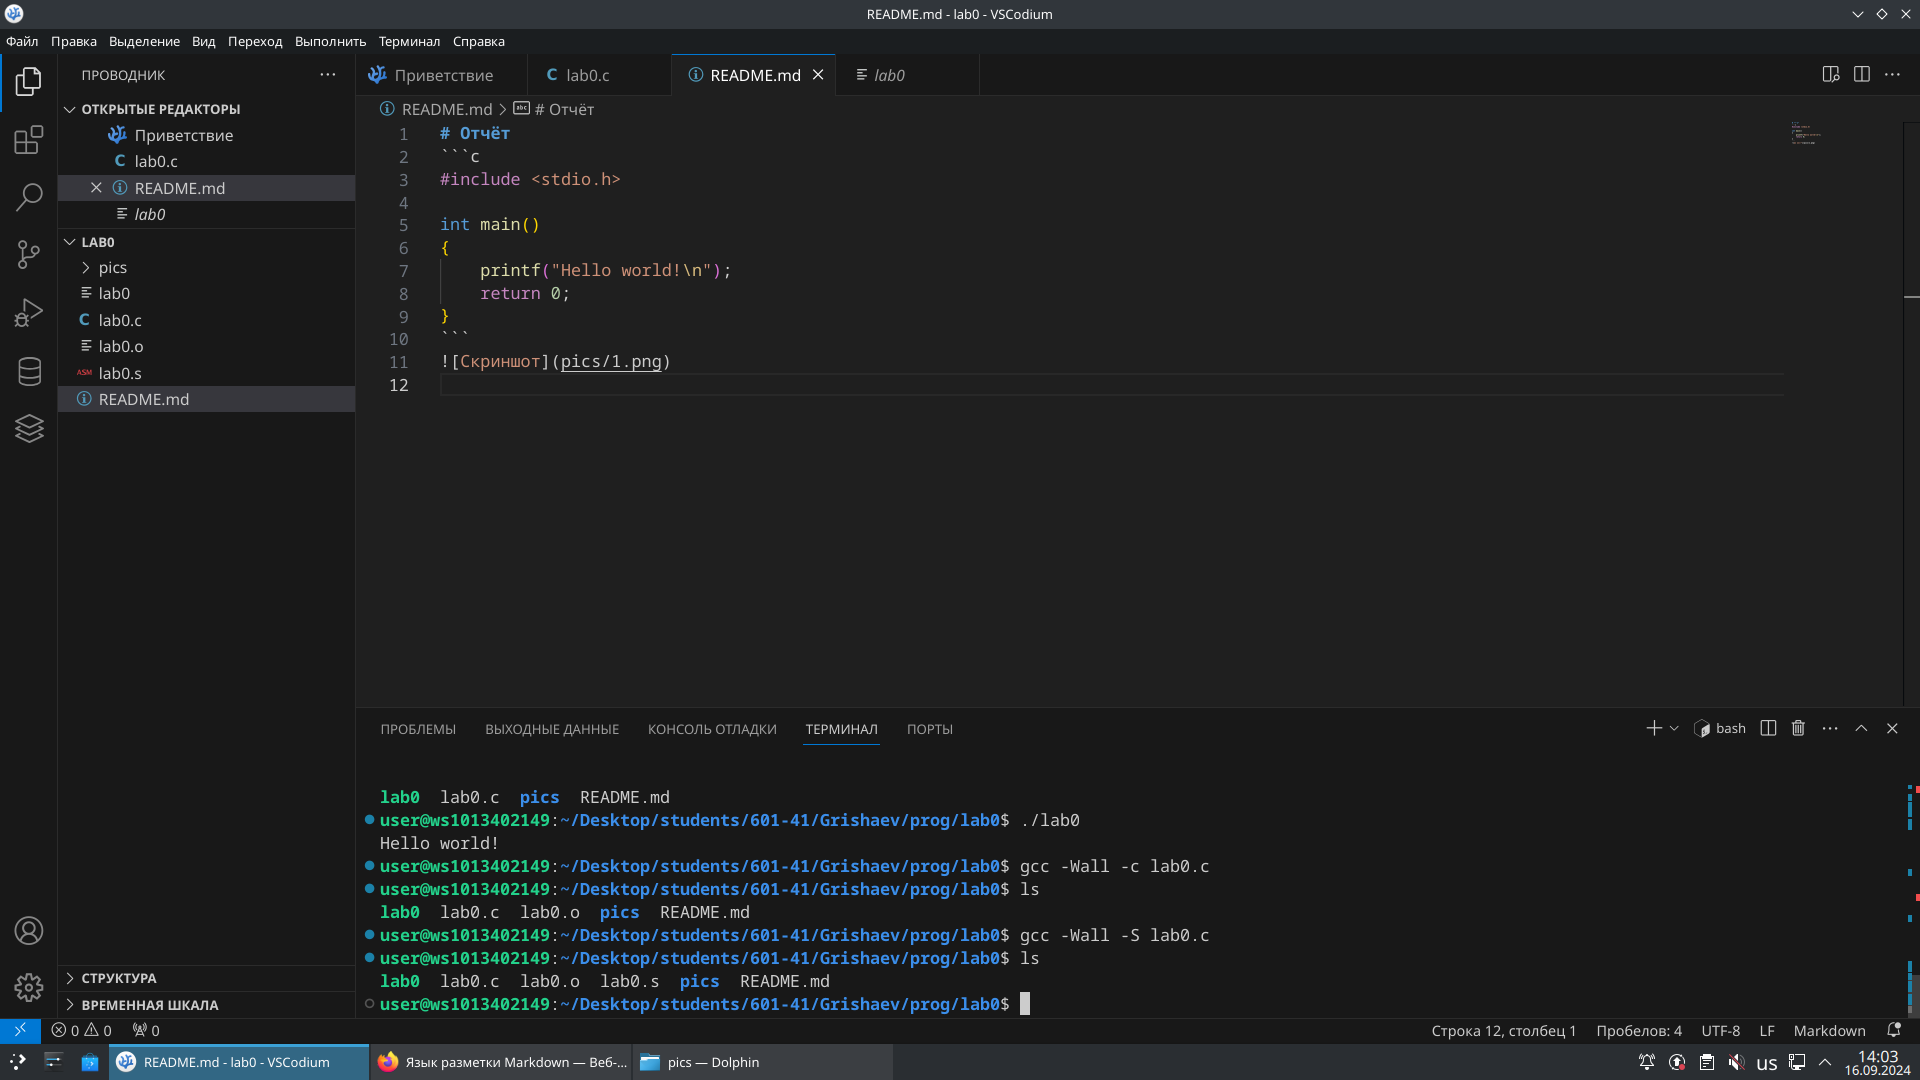 README.md - lab0 - VSCodium
Файл Правка Выделение Вид Переход Выполнить Терминал Справка
ПРОВОДНИК
ОТКРЫТЫЕ РЕДАКТОРЫ
Приветствие
C lab0.c
README.md
lab0
LAB0
pics
lab0
C lab0.c
lab0.o
ASM lab0.s
README.md
СТРУКТУРА
ВРЕМЕННАЯ ШКАЛА
Приветствие C lab0.c README.md lab0
README.md > # Отчёт
1 # Отчёт
2 ```c
3 #include <stdio.h>
4
5 int main()
6 {
7 printf("Hello world!\n");
8 return 0;
9 }
10 ```
11 ![Скриншот](pics/1.png)
12
ПРОБЛЕМЫ ВЫХОДНЫЕ ДАННЫЕ КОНСОЛЬ ОТЛАДКИ ТЕРМИНАЛ ПОРТЫ
bash
lab0 lab0.c pics README.md
user@ws1013402149:~/Desktop/students/601-41/Grishaev/prog/lab0$ ./lab0
Hello world!
user@ws1013402149:~/Desktop/students/601-41/Grishaev/prog/lab0$ gcc -Wall -c lab0.c
user@ws1013402149:~/Desktop/students/601-41/Grishaev/prog/lab0$ ls
lab0 lab0.c lab0.o pics README.md
user@ws1013402149:~/Desktop/students/601-41/Grishaev/prog/lab0$ gcc -Wall -S lab0.c
user@ws1013402149:~/Desktop/students/601-41/Grishaev/prog/lab0$ ls
lab0 lab0.c lab0.o lab0.s pics README.md
user@ws1013402149:~/Desktop/students/601-41/Grishaev/prog/lab0$
0 0 0
Строка 12, столбец 1 Пробелов: 4 UTF-8 LF Markdown
README.md - lab0 - VSCodium
Язык разметки Markdown — Веб-...
pics — Dolphin
us
14:03
16.09.2024